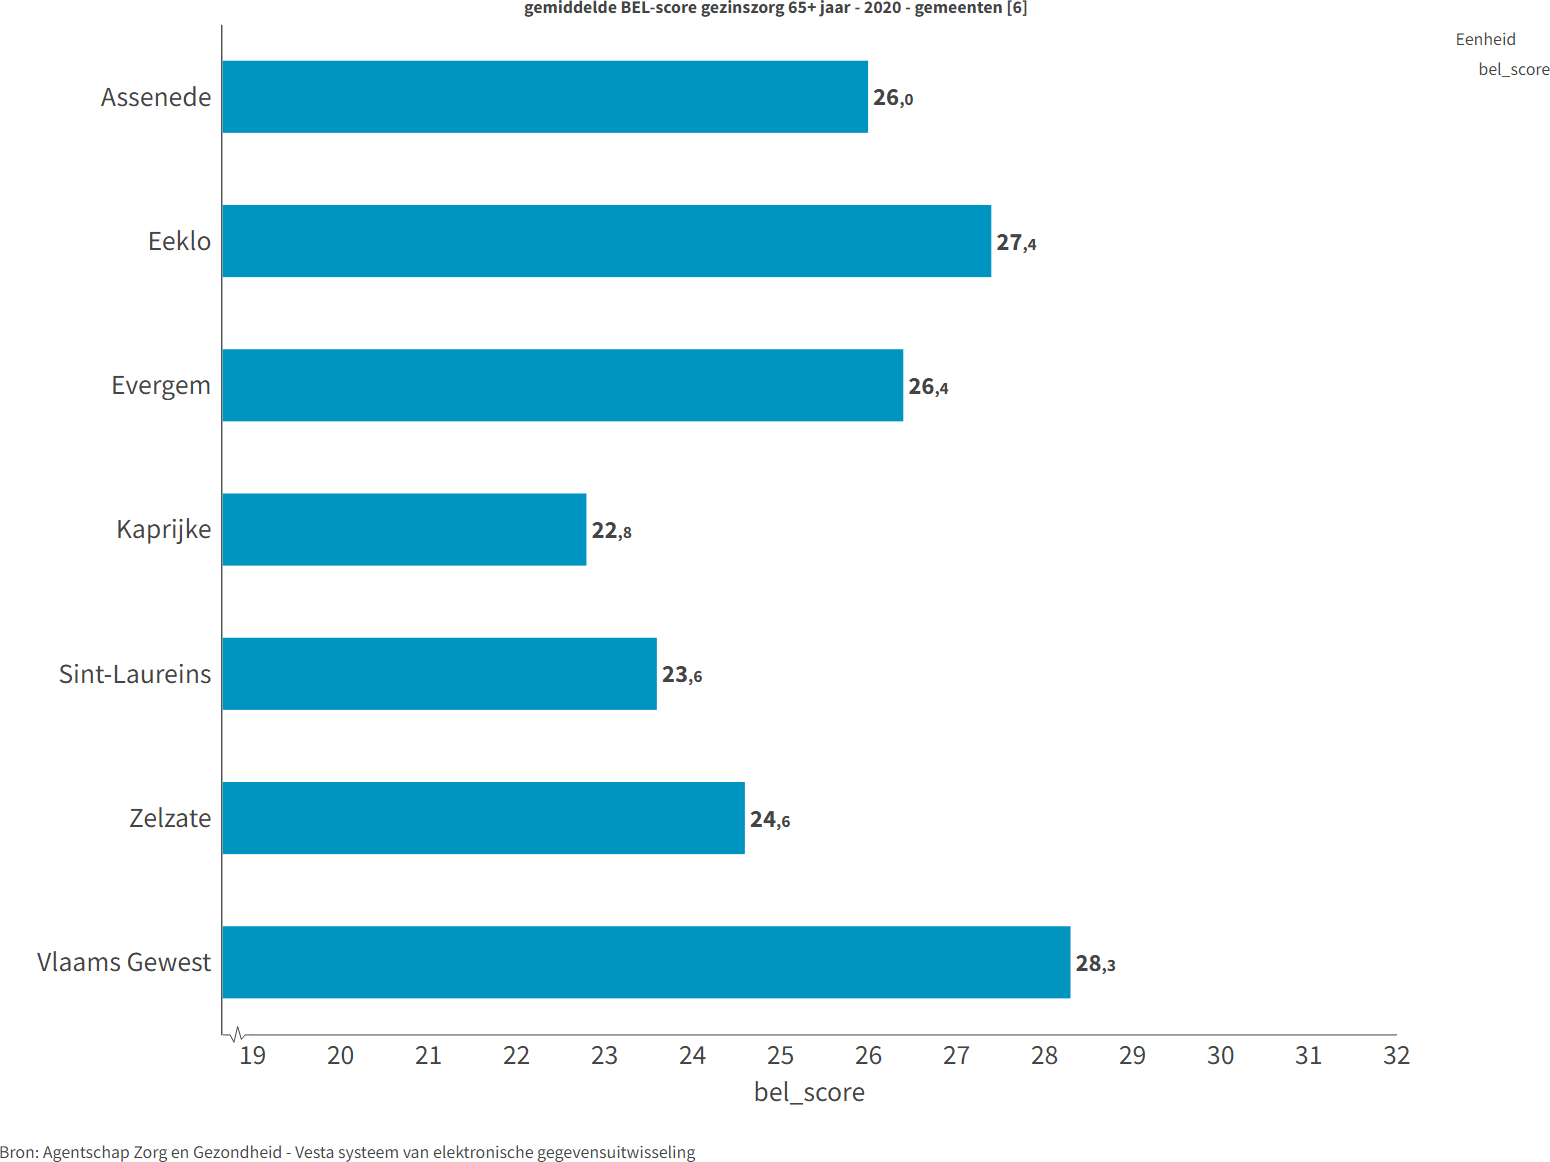 gemiddelde BEL-score gezinszorg 65+ jaar - 2020 - gemeenten [6]
Eenheid
bel_score
Assenede 26,0
Eeklo 27,4
Evergem 26,4
Kaprijke 22,8
Sint-Laureins 23,6
Zelzate 24,6
Vlaams Gewest 28,3
19 20 21 22 23 24 25 26 27 28 29 30 31 32
bel_score
Bron: Agentschap Zorg en Gezondheid - Vesta systeem van elektronische gegevensuitwisseling